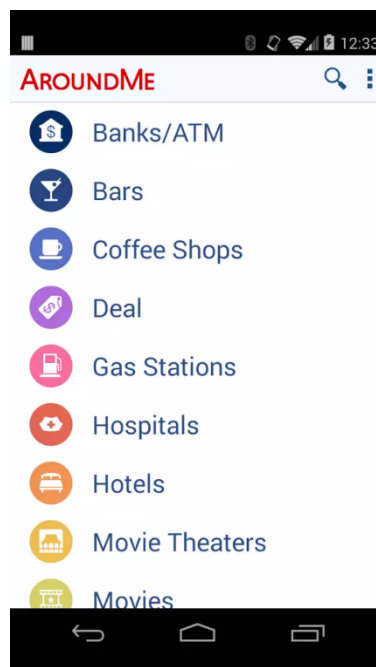 12:33
AROUNDME
Banks/ATM
Bars
Coffee Shops
Deal
Gas Stations
Hospitals
Hotels
Movie Theaters
Movies